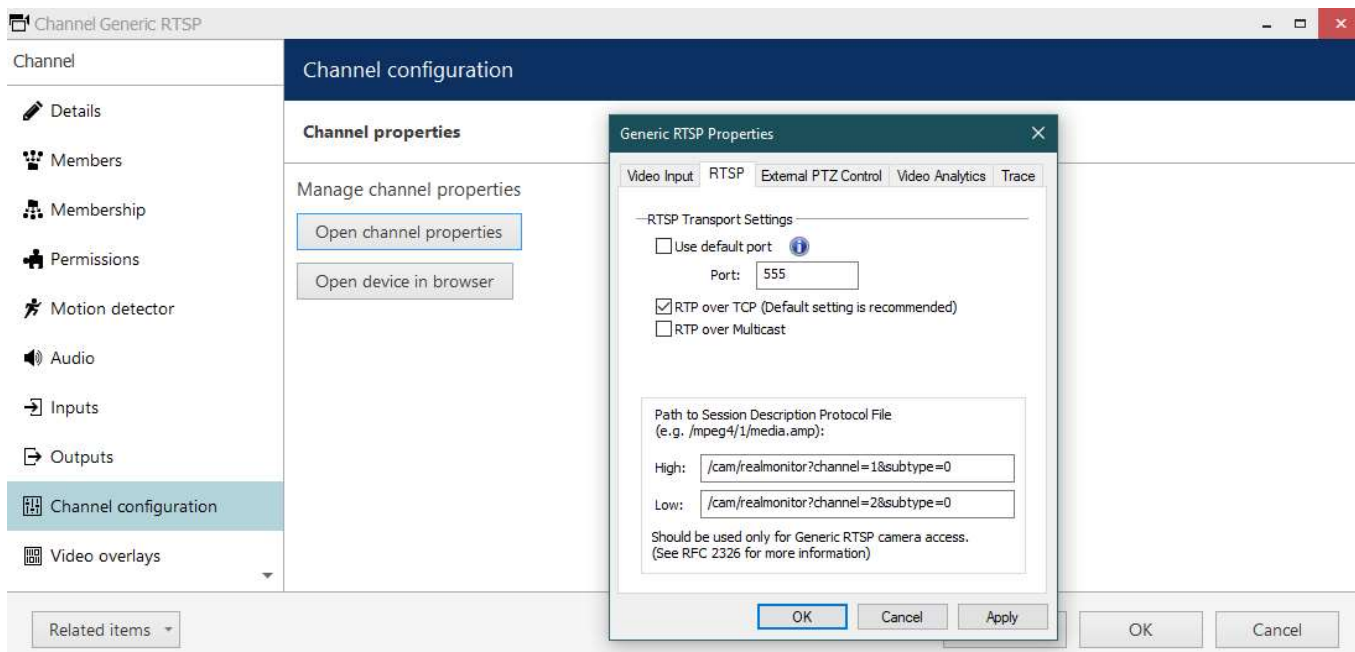 Channel Generic RTSP
Channel
Details
Members
Membership
Permissions
Motion detector
Audio
Inputs
Outputs
Channel configuration
Video overlays
Related items
Channel configuration
Channel properties
Manage channel properties
Open channel properties
Open device in browser
Generic RTSP Properties
Video Input RTSP External PTZ Control Video Analytics Trace
RTSP Transport Settings
Use default port
Port: 555
RTP over TCP (Default setting is recommended)
RTP over Multicast
Path to Session Description Protocol File
(e.g. /mpeg4/1/media.amp):
High: /cam/realmonitor?channel=1&subtype=0
Low: /cam/realmonitor?channel=2&subtype=0
Should be used only for Generic RTSP camera access.
(See RFC 2326 for more information)
OK Cancel Apply
OK Cancel